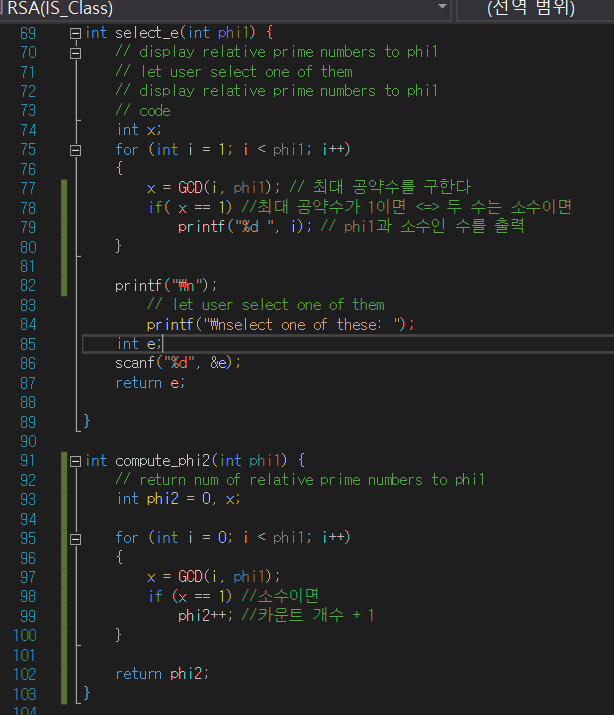 RSA(IS_Class) (전역 범위)
69 int select_e(int phi1) {
70 // display relative prime numbers to phi1
71 // let user select one of them
72 // display relative prime numbers to phi1
73 // code
74 int x;
75 for (int i = 1; i < phi1; i++)
76 {
77 x = GCD(i, phi1); // 최대 공약수를 구한다
78 if( x == 1) //최대 공약수가 1이면 <=> 두 수는 소수이면
79 printf("%d ", i); // phi1과 소수인 수를 출력
80 }
81
82 printf("₩n");
83 // let user select one of them
84 printf("₩nselect one of these: ");
85 int e;
86 scanf("%d", &e);
87 return e;
88
89 }
90
91 int compute_phi2(int phi1) {
92 // return num of relative prime numbers to phi1
93 int phi2 = 0, x;
94
95 for (int i = 0; i < phi1; i++)
96 {
97 x = GCD(i, phi1);
98 if (x == 1) //소수이면
99 phi2++; //카운트 개수 + 1
100 }
101
102 return phi2;
103 }
104